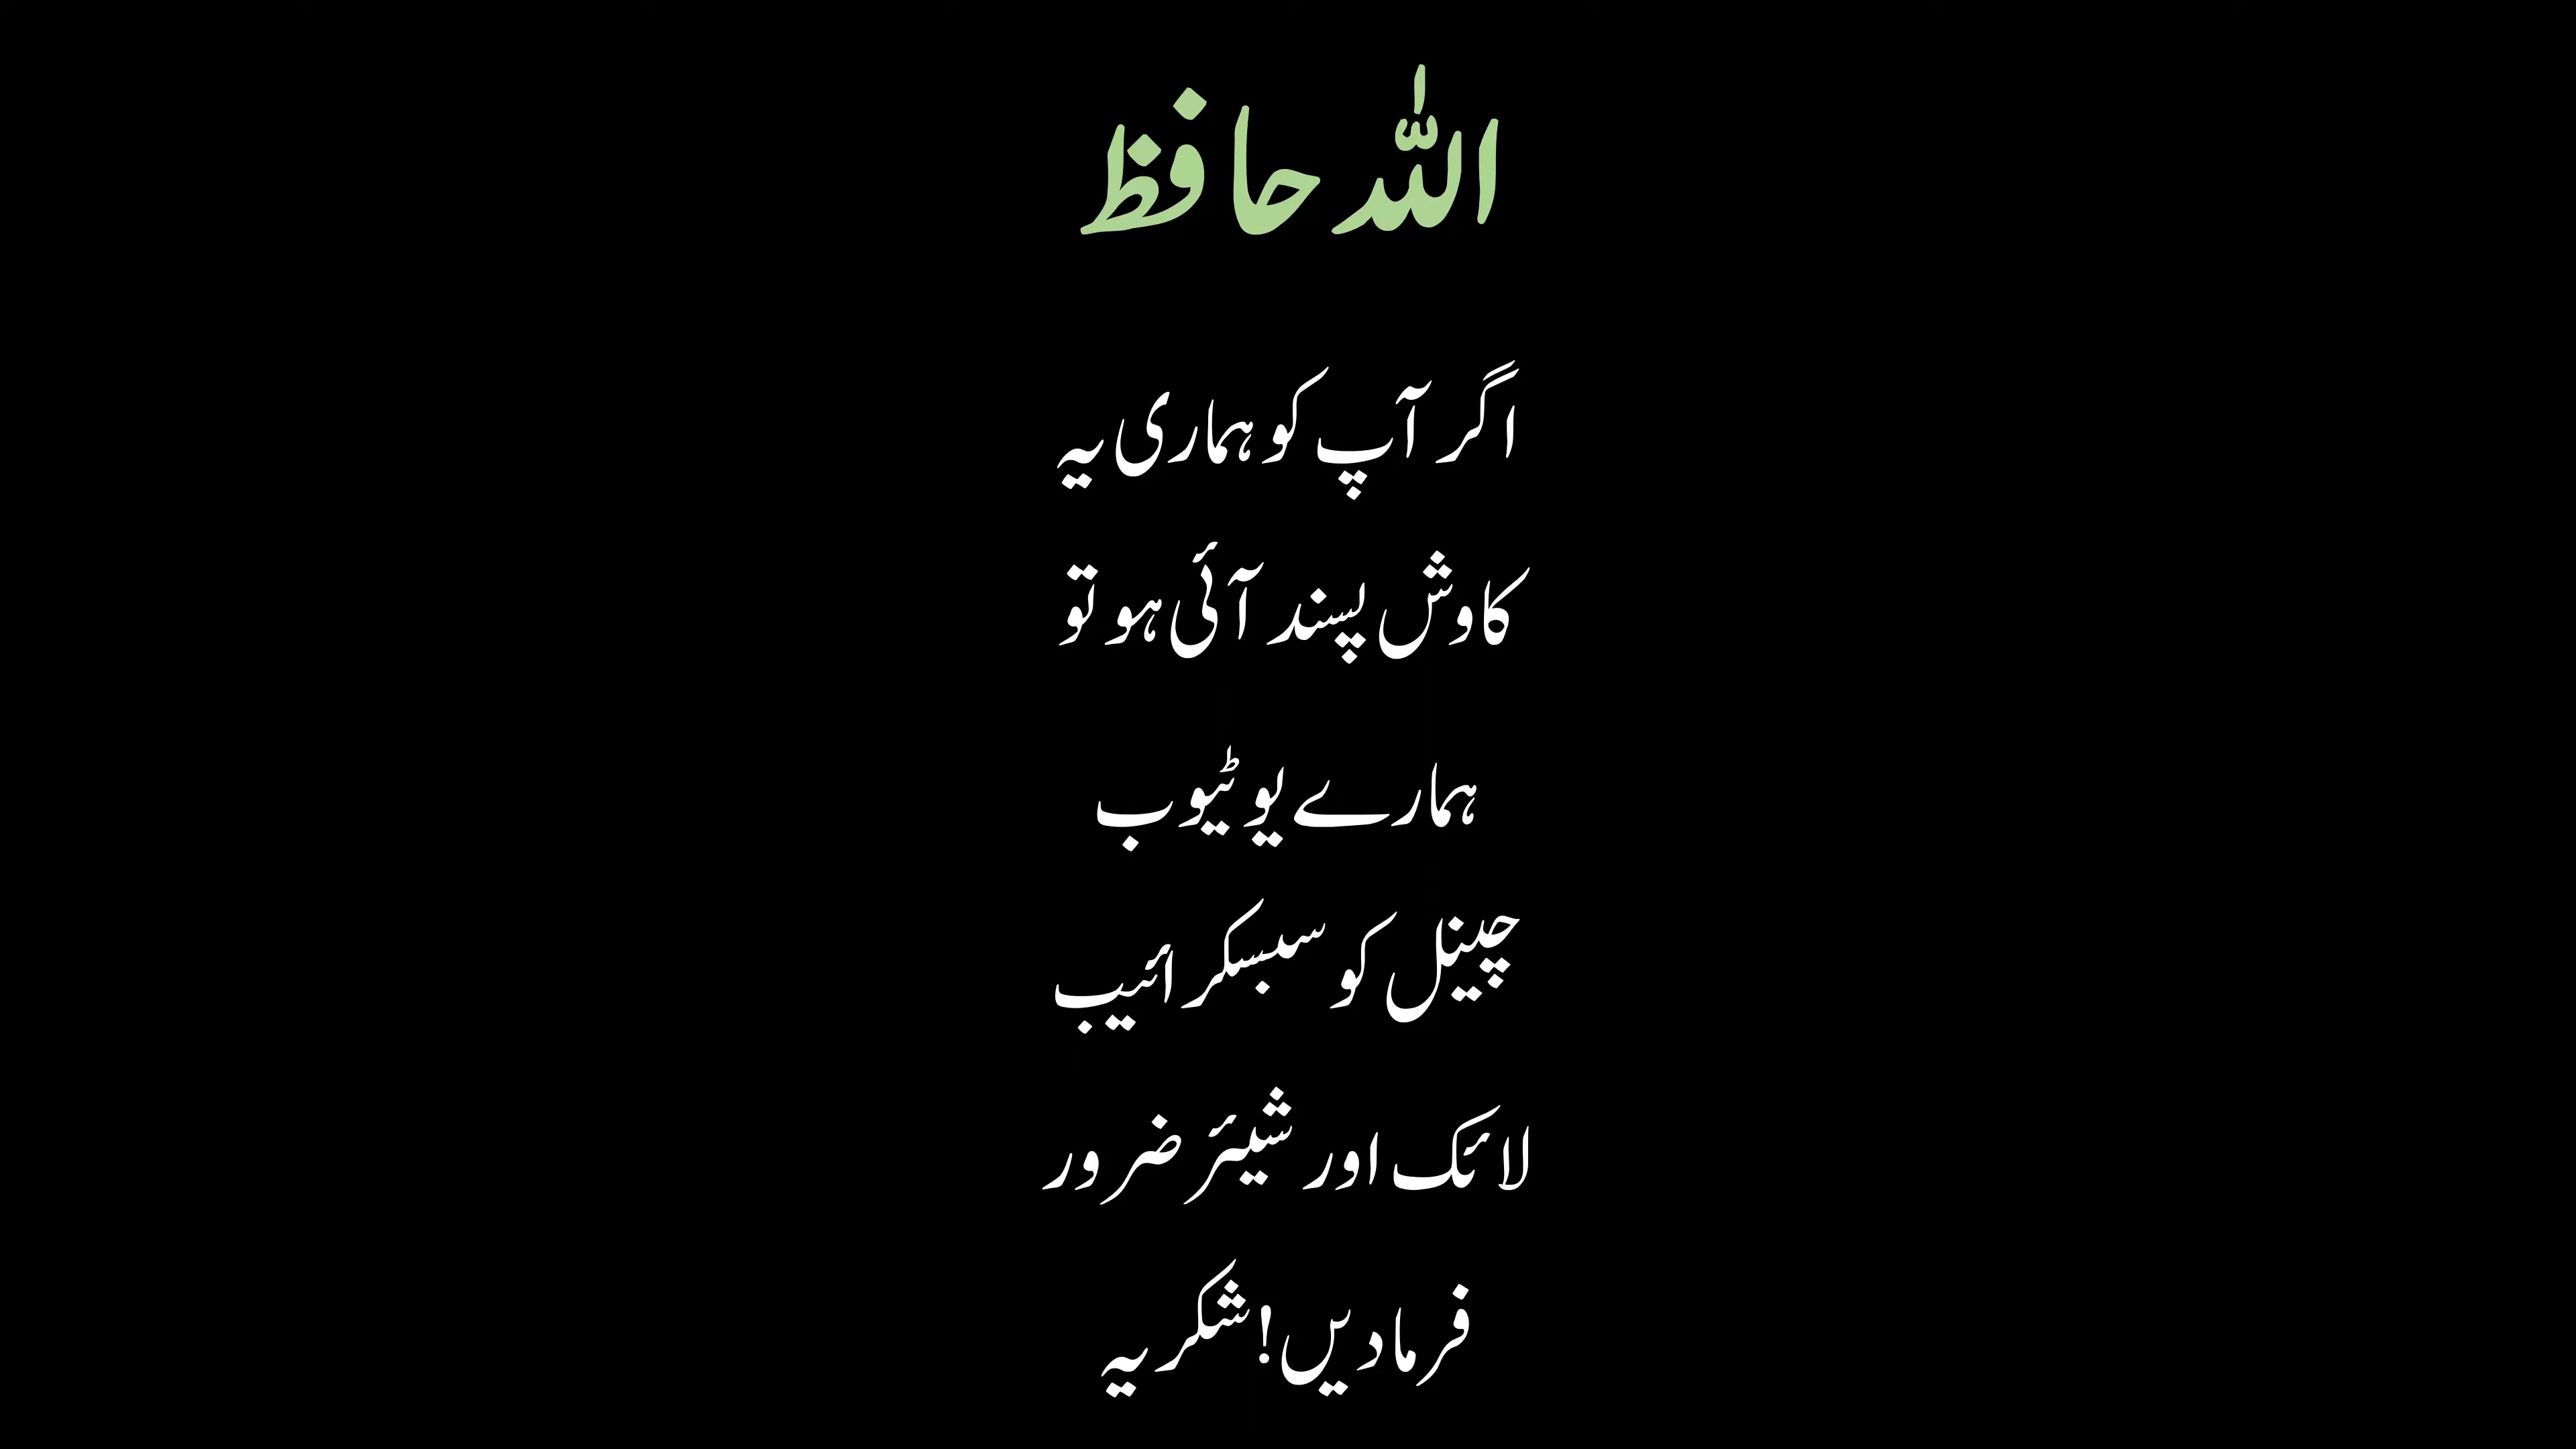 اللہ حافظ
اگر آپ کو ہماری یہ
کاوش پسند آئی ہو تو
ہمارے یوٹیوب
چینل کو سبسکرائیب
لائک اور شیئر ضرور
فرمادیں! شکریہ